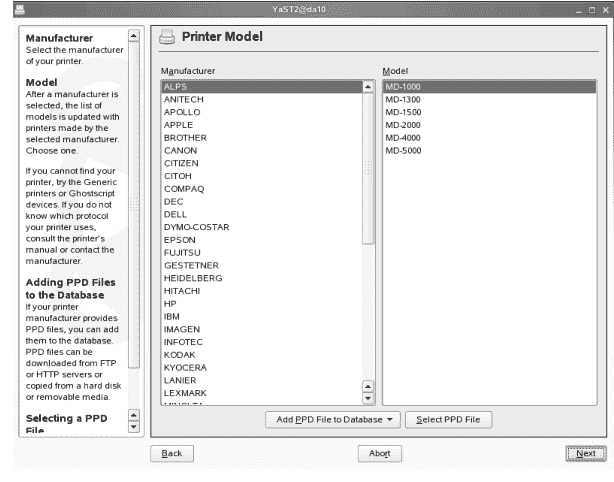 YaST2@da10
Manufacturer
Select the manufacturer
of your printer.
Model
After a manufacturer is
selected, the list of
models is updated with
printers made by the
selected manufacturer.
Choose one.
If you cannot find your
printer, try the Generic
printers or Ghostscript
devices. If you do not
know which protocol
your printer uses,
consult the printer's
manual or contact the
manufacturer.
Adding PPD Files
to the Database
If your printer
manufacturer provides
PPD files, you can add
them to the database.
PPD files can be
downloaded from FTP
or HTTP servers or
copied from a hard disk
or removable media.
Selecting a PPD
File
Printer Model
Manufacturer
ALPS
ANITECH
APOLLO
APPLE
BROTHER
CANON
CITIZEN
CITOH
COMPAQ
DEC
DELL
DYMO-COSTAR
EPSON
FUJITSU
GESTETNER
HEIDELBERG
HITACHI
HP
IBM
IMAGEN
INFOTEC
KODAK
KYOCERA
LANIER
LEXMARK
Model
MD-1000
MD-1300
MD-1500
MD-2000
MD-4000
MD-5000
Add PPD File to Database
Select PPD File
Back
Abort
Next